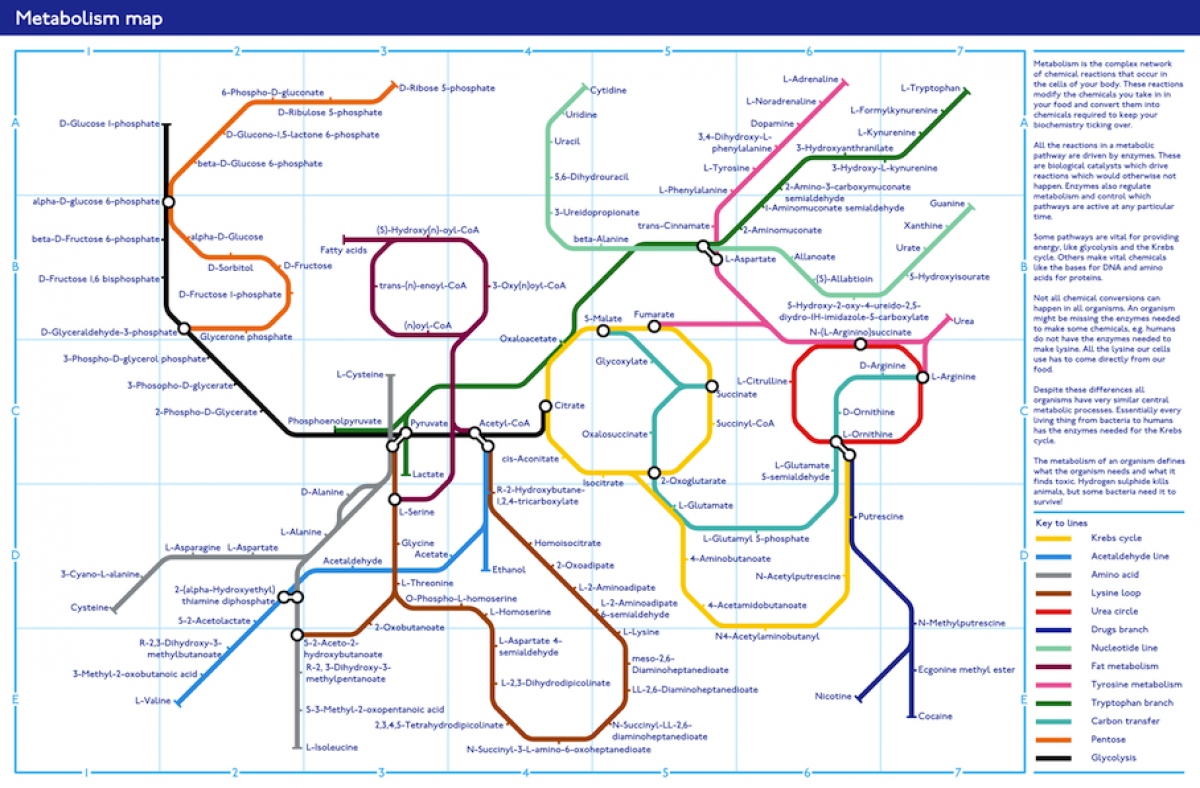 Metabolism map
1 2 3 4 5 6 7
A
B
C
D
E
D-Glucose 1-phosphate
alpha-D-glucose 6-phosphate
beta-D-Fructose 6-phosphate
D-Fructose 1,6 bisphosphate
D-Glyceraldehyde-3-phosphate
3-Phospho-D-glycerol phosphate
3-Phosopho-D-glycerate
2-Phospho-D-Glycerate
6-Phospho-D-gluconate
D-Ribose 5-phosphate
D-Ribulose 5-phosphate
D-Glucono-1,5-lactone 6-phosphate
beta-D-Glucose 6-phosphate
alpha-D-Glucose
D-Sorbitol
D-Fructose
D-Fructose 1-phosphate
Glycerone phosphate
Fatty acids
(S)-Hydroxy(n)-oyl-CoA
trans-(n)-enoyl-CoA
3-Oxy(n)oyl-CoA
(n)oyl-CoA
L-Cysteine
Phosphoenolpyruvate
Pyruvate
Acetyl-CoA
Lactate
Oxaloacetate
Citrate
cis-Aconitate
Isocitrate
Cytidine
Uridine
Uracil
5,6-Dihydrouracil
3-Ureidopropionate
beta-Alanine
L-Adrenaline
L-Noradrenaline
Dopamine
3,4-Dihydroxy-L-
phenylalanine
L-Tyrosine
L-Phenylalanine
trans-Cinnamate
L-Aspartate
L-Tryptophan
L-Formylkynurenine
L-Kynurenine
3-Hydroxyanthranilate
3-Hydroxy-L-kynurenine
2-Amino-3-carboxymuconate
semialdehyde
1-Aminomuconate semialdehyde
2-Aminomuconate
Guanine
Xanthine
Urate
5-Hydroxyisourate
Allanoate
(S)-Allabtioin
5-Hydroxy-2-oxy-4-ureido-2,5-
diydro-IH-imidazole-5-carboxylate
S-Malate
Fumarate
Glyoxylate
Succinate
Succinyl-CoA
Oxalosuccinate
2-Oxoglutarate
N-(L-Arginino)succinate
Urea
D-Arginine
L-Arginine
L-Citrulline
D-Ornithine
L-Ornithine
L-Glutamate
5-semialdehyde
L-Glutamate
L-Glutamyl 5-phosphate
4-Aminobutanoate
N-Acetylputrescine
4-Acetamidobutanoate
N4-Acetylaminobutanyl
Putrescine
N-Methylputrescine
Ecgonine methyl ester
Nicotine
Cocaine
D-Alanine
L-Alanine
L-Asparagine
L-Aspartate
3-Cyano-L-alanine
Cysteine
L-Serine
Glycine
Acetate
Acetaldehyde
Ethanol
L-Threonine
2-(alpha-Hydroxyethyl)
thiamine diphosphate
S-2-Acetolactate
R-2,3-Dihydroxy-3-
methylbutanoate
3-Methyl-2-oxobutanoic acid
L-Valine
2-Oxobutanoate
S-2-Aceto-2-
hydroxybutanoate
R-2, 3-Dihydroxy-3-
methylpentanoate
S-3-Methyl-2-oxopentanoic acid
L-Isoleucine
O-Phospho-L-homoserine
L-Homoserine
L-Aspartate 4-
semialdehyde
L-2,3-Dihydrodipicolinate
2,3,4,5-Tetrahydrodipicolinate
N-Succinyl-3-L-amino-6-oxoheptanedioate
N-Succinyl-LL-2,6-
diaminoheptanedioate
LL-2,6-Diaminoheptanedioate
meso-2,6-
Diaminoheptanedioate
L-Lysine
L-2-Aminoadipate
6-semialdehyde
L-2-Aminoadipate
2-Oxoadipate
Homoisocitrate
R-2-Hydroxybutane-
1,2,4-tricarboxylate
Metabolism is the complex network
of chemical reactions that occur in
the cells of your body. These reactions
modify the chemicals you take in in
your food and convert them into
chemicals required to keep your
biochemistry ticking over.
All the reactions in a metabolic
pathway are driven by enzymes. These
are biological catalysts which drive
reactions which would otherwise not
happen. Enzymes also regulate
metabolism and control which
pathways are active at any particular
time.
Some pathways are vital for providing
energy, like glycolysis and the Krebs
cycle. Others make vital chemicals
like the bases for DNA and amino
acids for proteins.
Not all chemical conversions can
happen in all organisms. An organism
might be missing the enzymes needed
to make some chemicals, e.g. humans
do not have the enzymes needed to
make lysine. All the lysine our cells
use has to come directly from our
food.
Despite these differences all
organisms have very similar central
metabolic processes. Essentially every
living thing from bacteria to humans
has the enzymes needed for the Krebs
cycle.
The metabolism of an organism defines
what the organism needs and what it
finds toxic. Hydrogen sulphide kills
animals, but some bacteria need it to
survive!
Key to lines
Krebs cycle
Acetaldehyde line
Amino acid
Lysine loop
Urea circle
Drugs branch
Nucleotide line
Fat metabolism
Tyrosine metabolism
Tryptophan branch
Carbon transfer
Pentose
Glycolysis
A
B
C
D
E
1 2 3 4 5 6 7